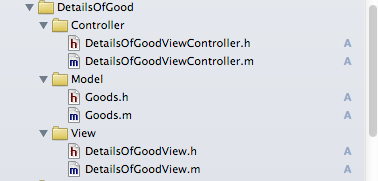 DetailsOfGood
Controller
h DetailsOfGoodViewController.h A
m DetailsOfGoodViewController.m A
Model
h Goods.h A
m Goods.m A
View
h DetailsOfGoodView.h A
m DetailsOfGoodView.m A